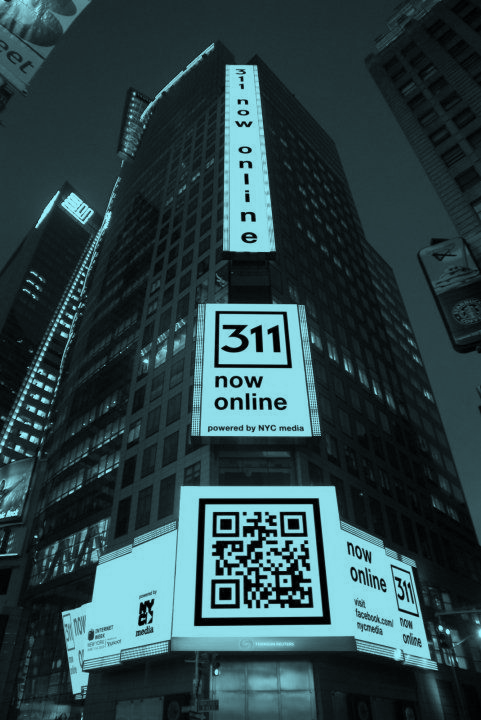 eet
311 now online
311
now
online
powered by NYC media
now
online
311
visit
facebook.com/
nycmedia
now
online
powered by
NYC
media
311 now
INTERNET
WEEK
NEW YORK
Yahoo!
THOMSON REUTERS